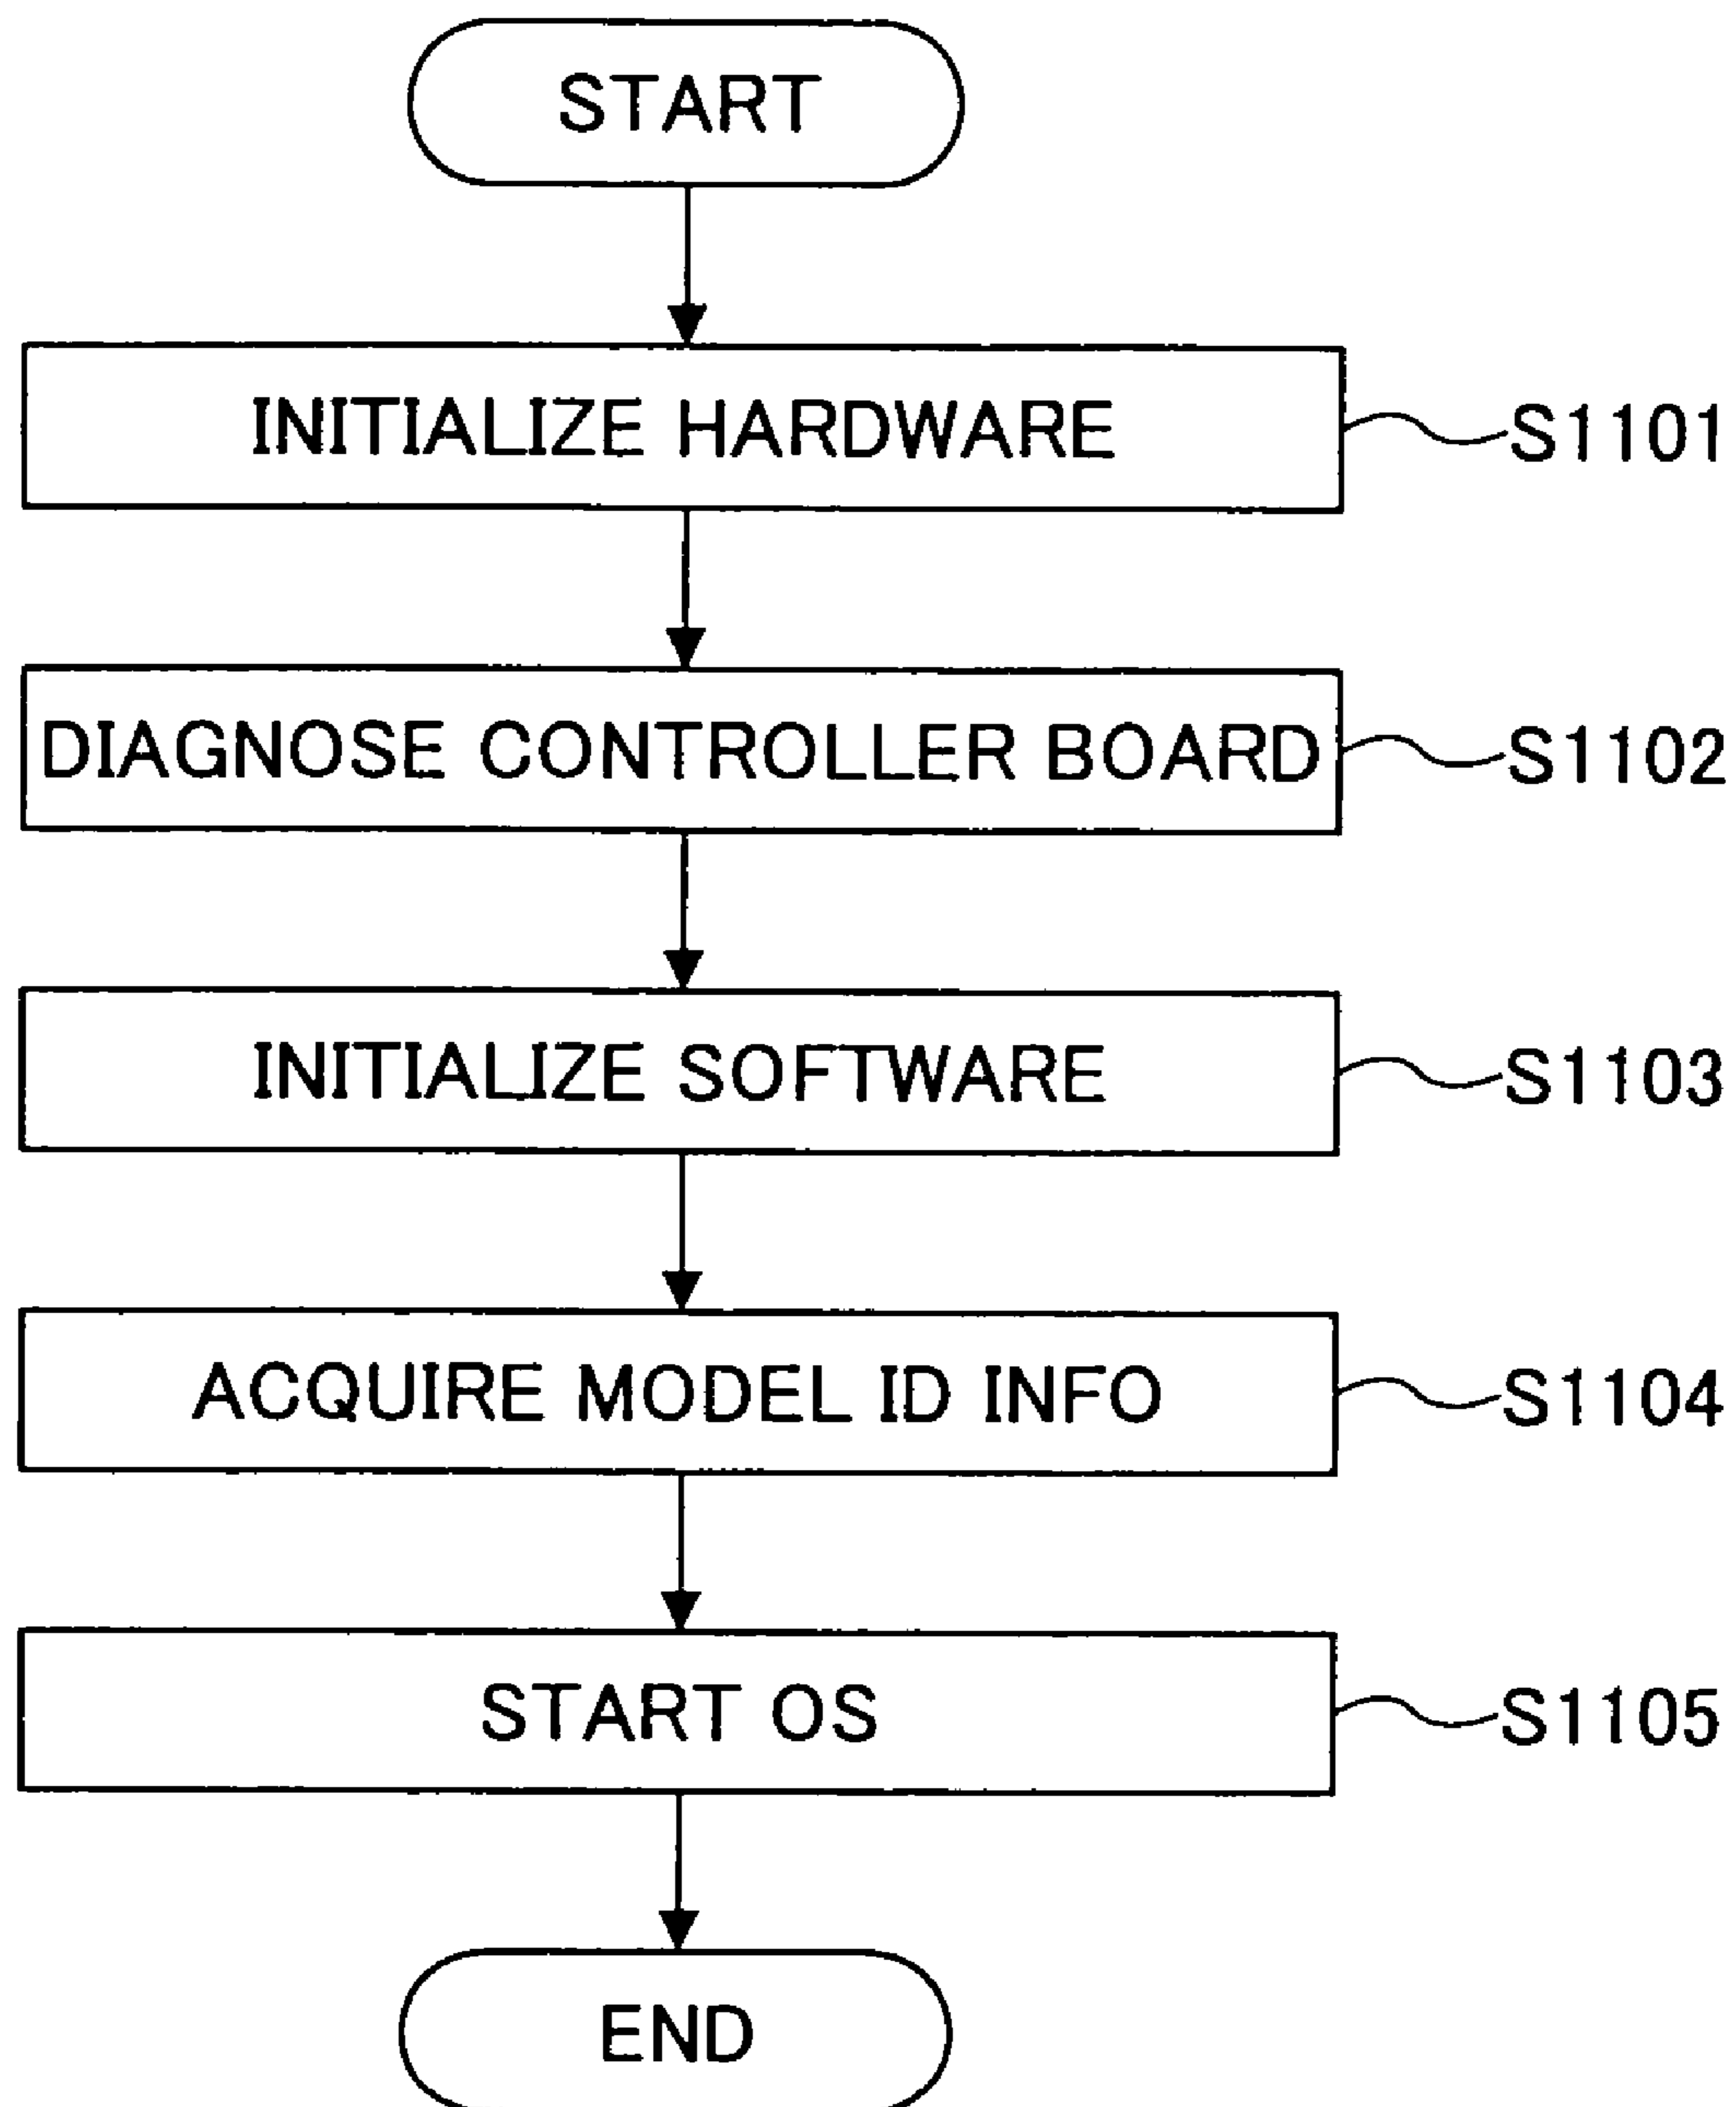 START
INITIALIZE HARDWARE S1101
DIAGNOSE CONTROLLER BOARD S1102
INITIALIZE SOFTWARE S1103
ACQUIRE MODEL ID INFO S1104
START OS S1105
END